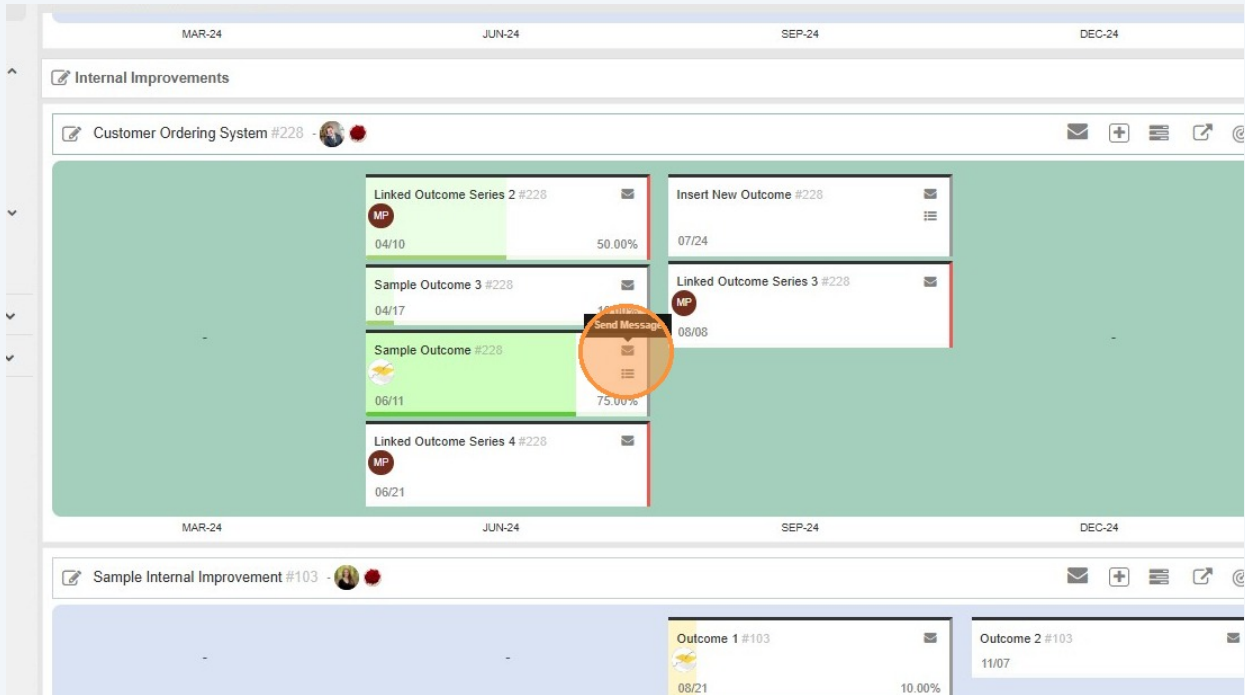 MAR-24 JUN-24 SEP-24 DEC-24
Internal Improvements
Customer Ordering System #228 -
Linked Outcome Series 2 #228
MP
04/10 50.00%
Sample Outcome 3 #228
04/17
Send Message
Sample Outcome #228
06/11 75.00%
Linked Outcome Series 4 #228
MP
06/21
Insert New Outcome #228
07/24
Linked Outcome Series 3 #228
MP
08/08
-
-
MAR-24 JUN-24 SEP-24 DEC-24
Sample Internal Improvement #103 -
-
-
Outcome 1 #103
08/21 10.00%
Outcome 2 #103
11/07